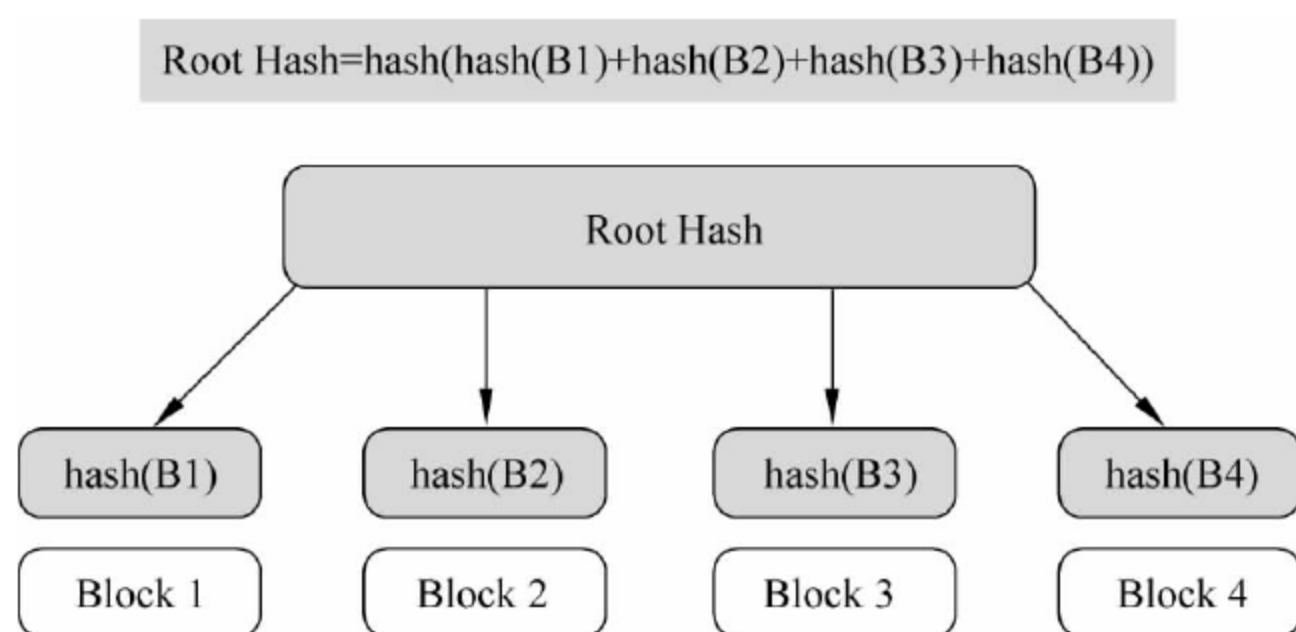 Root Hash=hash(hash(B1)+hash(B2)+hash(B3)+hash(B4))
Root Hash
hash(B1) hash(B2) hash(B3) hash(B4)
Block 1 Block 2 Block 3 Block 4